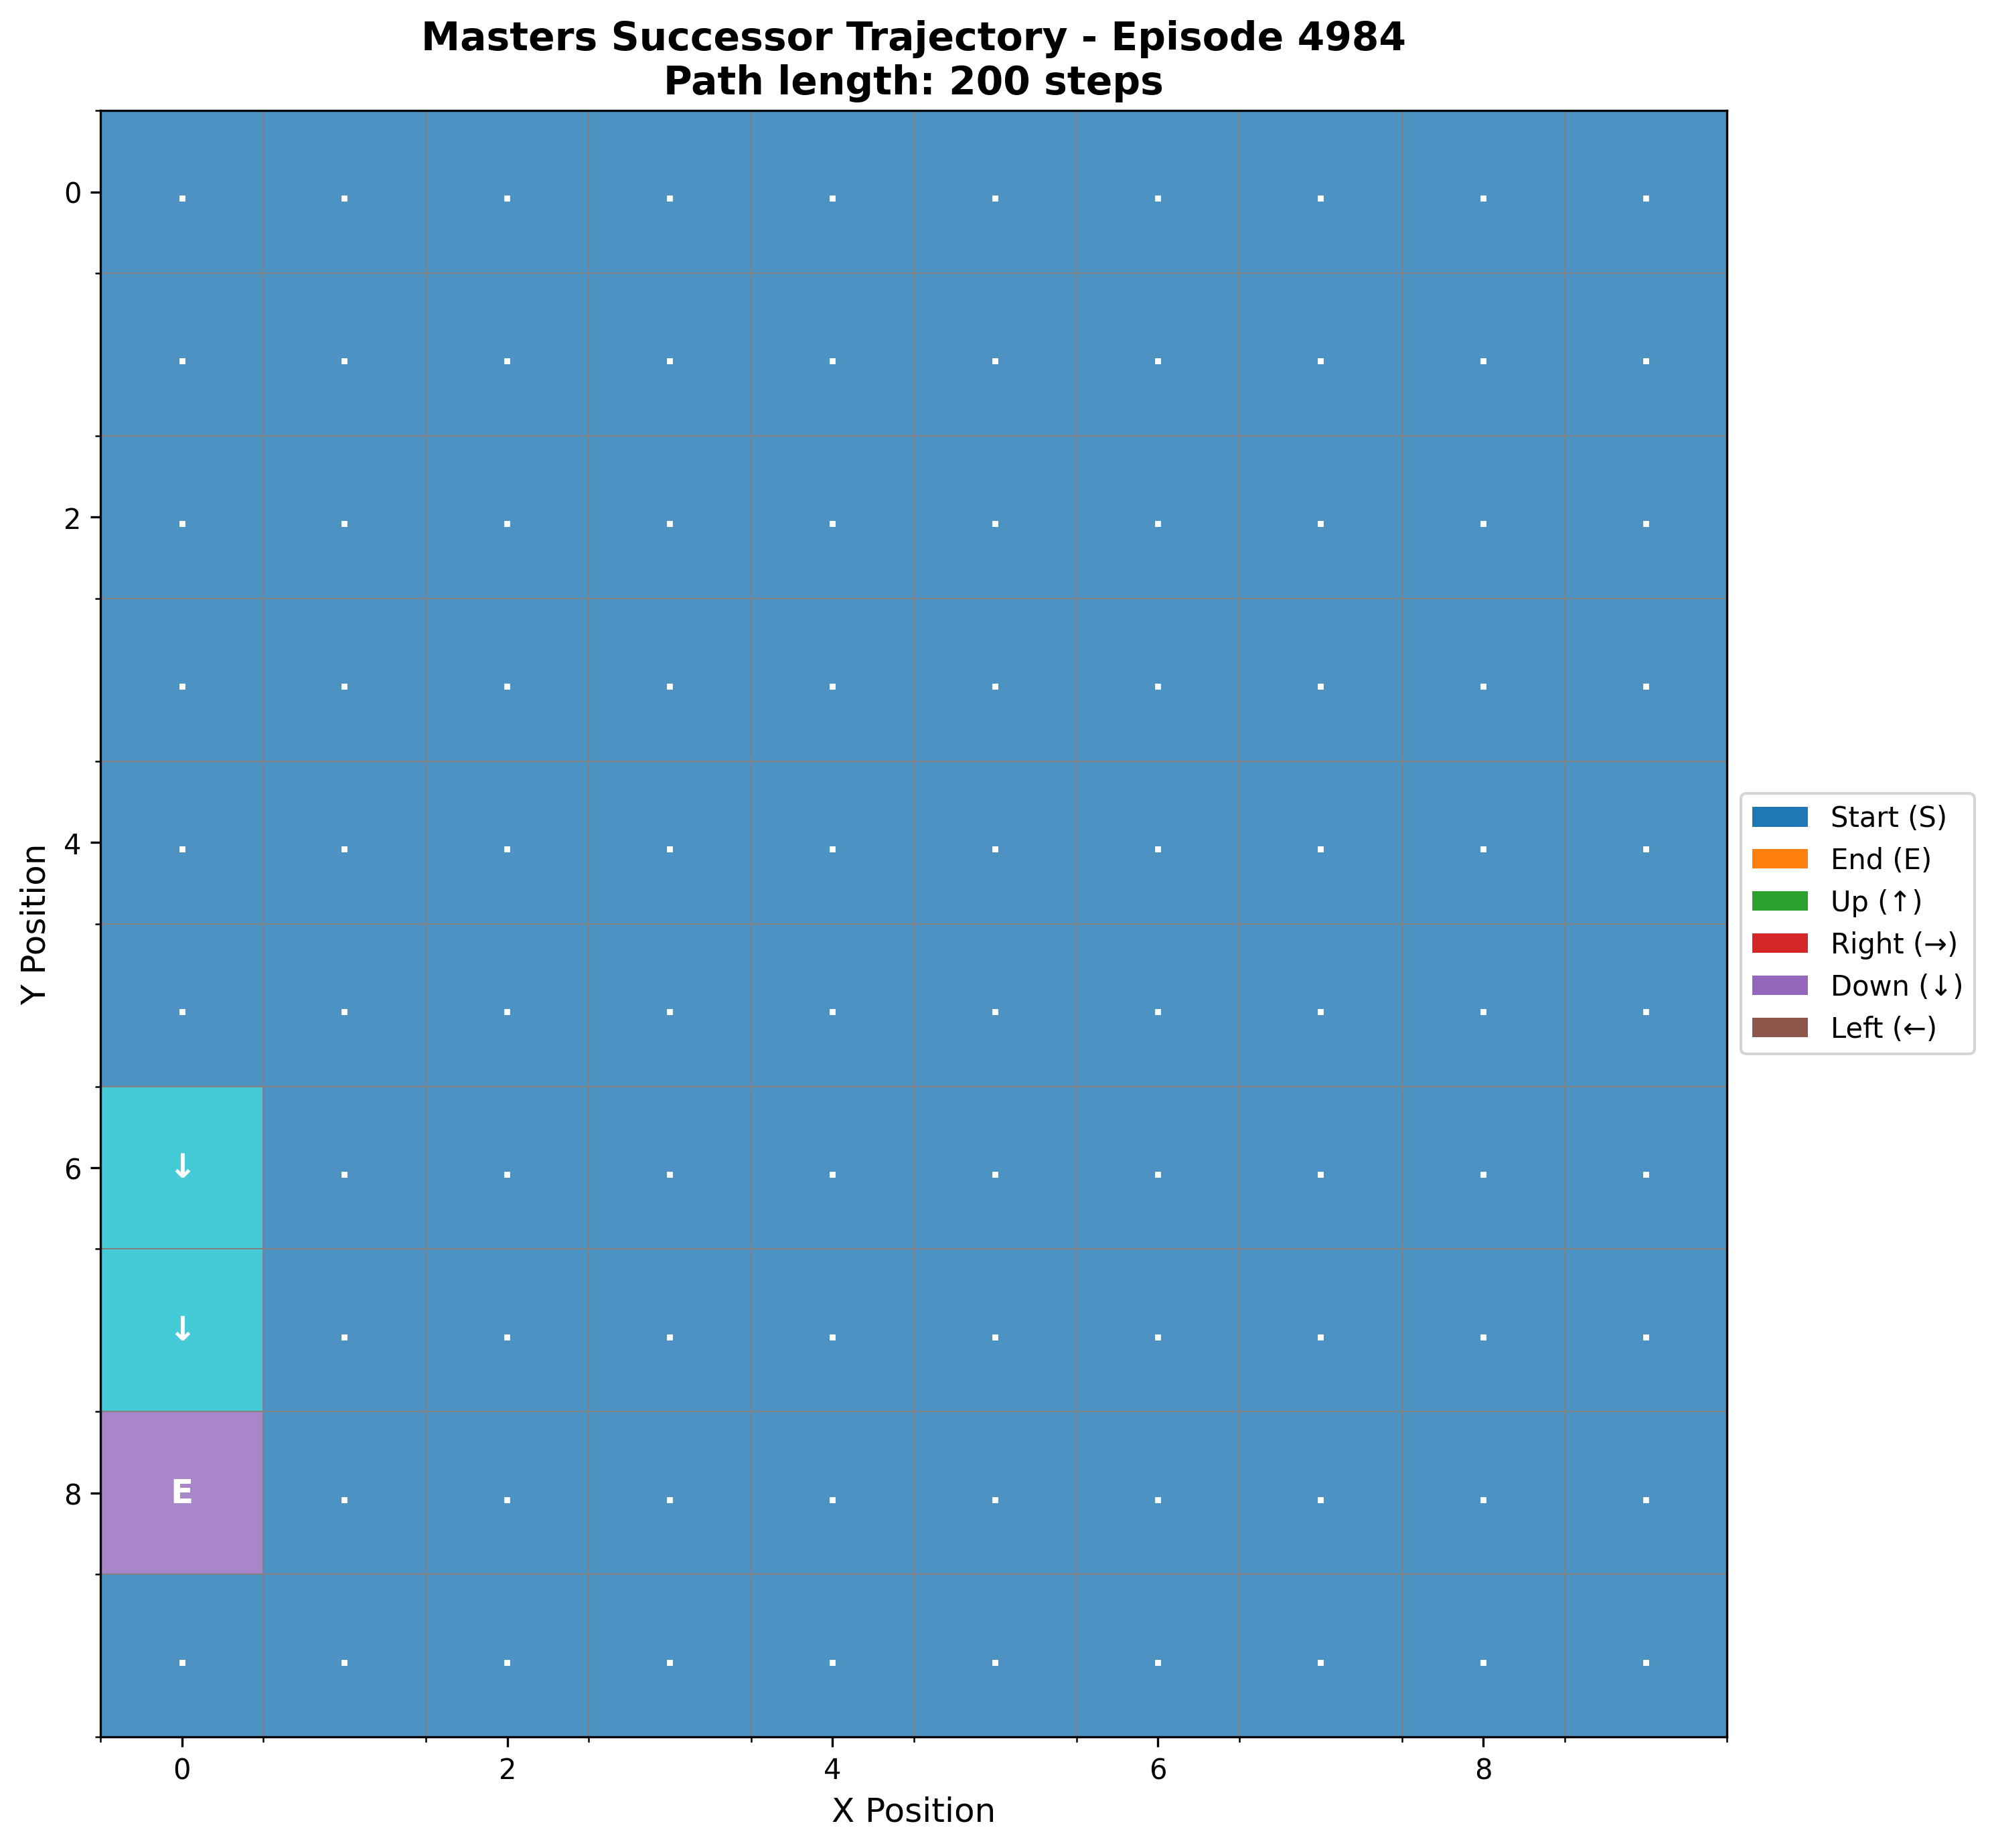 Masters Successor Trajectory - Episode 4984
Path length: 200 steps
0
2
4
6
8
Y Position
↓
↓
E
0 2 4 6 8
X Position
Start (S)
End (E)
Up (↑)
Right (→)
Down (↓)
Left (←)